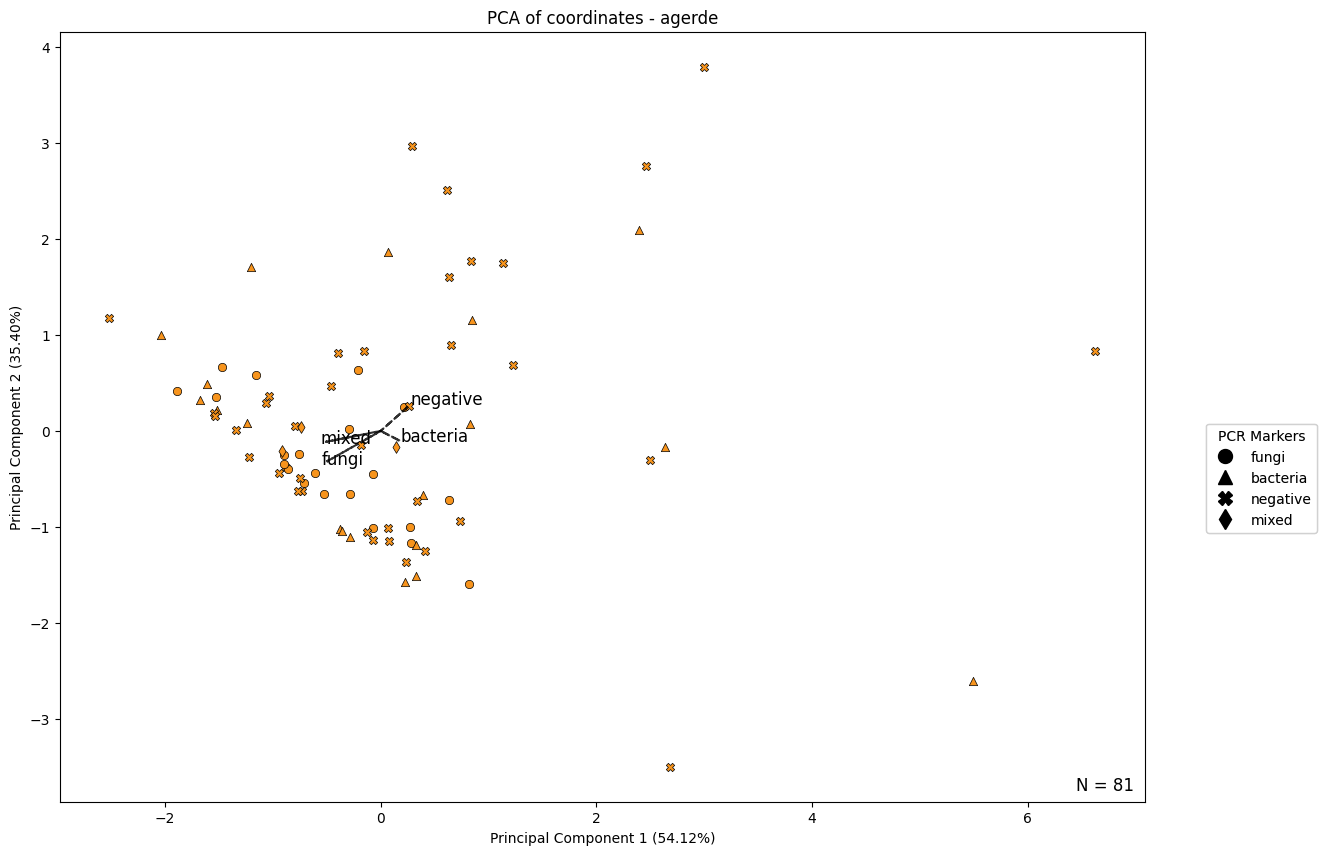 PCA of coordinates - agerde
Principal Component 2 (35.40%)
4
3
2
1
0
−1
−2
−3
negative
bacteria
mixed
fungi
PCR Markers
fungi
bacteria
negative
mixed
N = 81
−2
0
2
4
6
Principal Component 1 (54.12%)